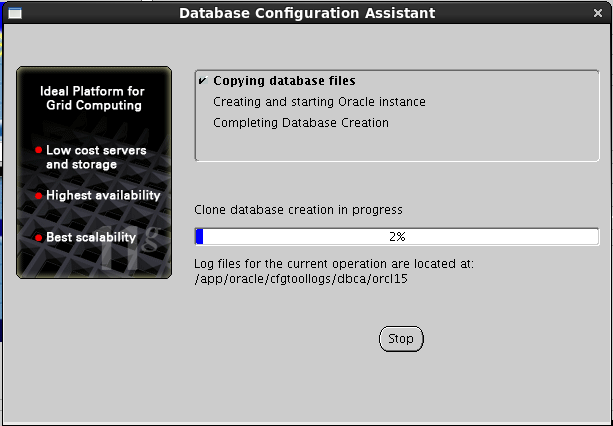 Database Configuration Assistant
Ideal Platform for
Grid Computing
Low cost servers
and storage
Highest availability
Best scalability
11g
Copying database files
Creating and starting Oracle instance
Completing Database Creation
Clone database creation in progress
2%
Log files for the current operation are located at:
/app/oracle/cfgtoollogs/dbca/orcl15
Stop